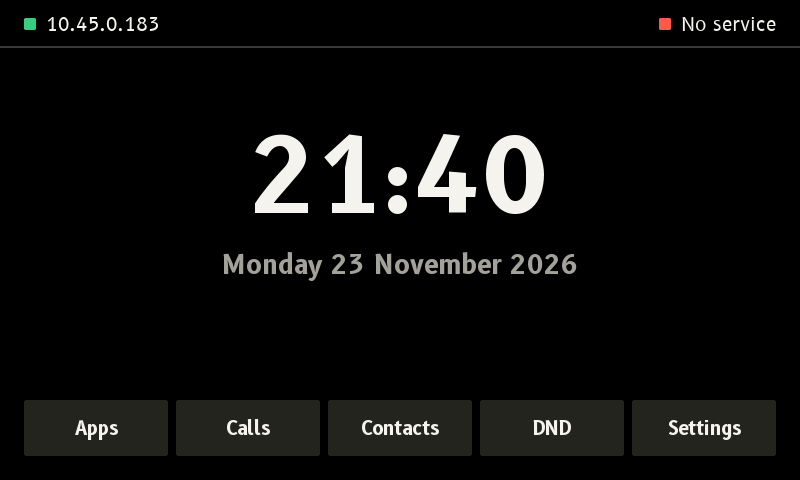 10.45.0.183
No service
21:40
Monday 23 November 2026
Apps
Calls
Contacts
DND
Settings